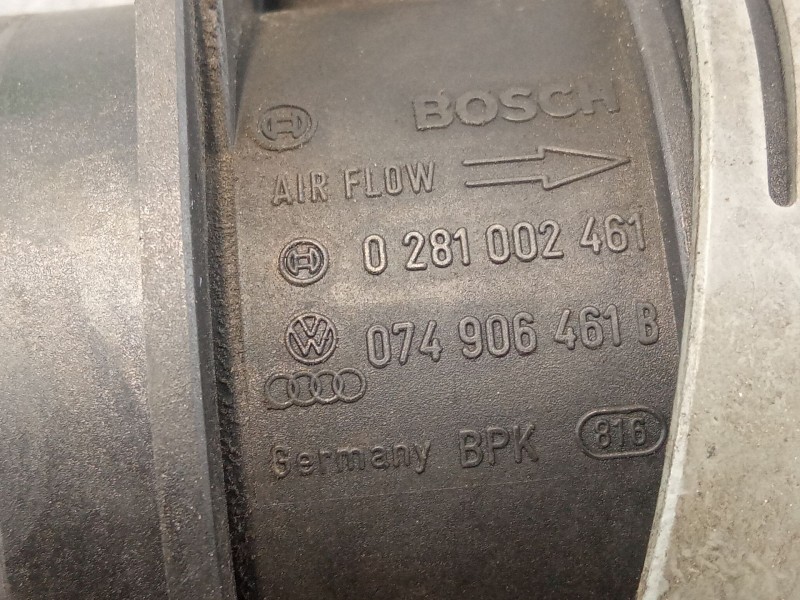 BOSCH
AIR FLOW
0 281 002 461
074 906 461 B
Germany BPK 816